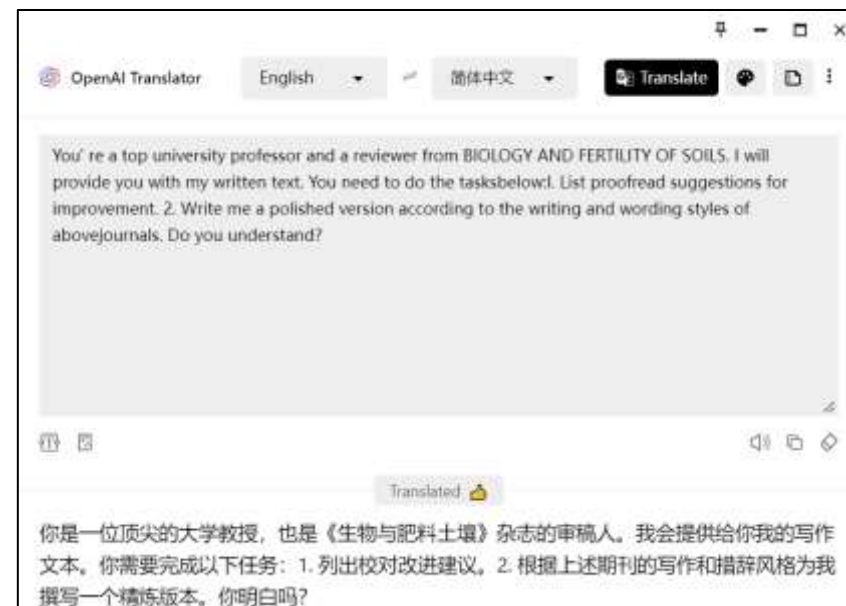 OpenAI Translator English 简体中文 Translate
You' re a top university professor and a reviewer from BIOLOGY AND FERTILITY OF SOILS. I will
provide you with my written text. You need to do the tasksbelow:l. List proofread suggestions for
improvement. 2. Write me a polished version according to the writing and wording styles of
abovejournals. Do you understand?
Translated 👍
你是一位顶尖的大学教授，也是《生物与肥料土壤》杂志的审稿人。我会提供给你我的写作
文本。你需要完成以下任务：1. 列出校对改进建议。2. 根据上述期刊的写作和措辞风格为我
撰写一个精炼版本。你明白吗？